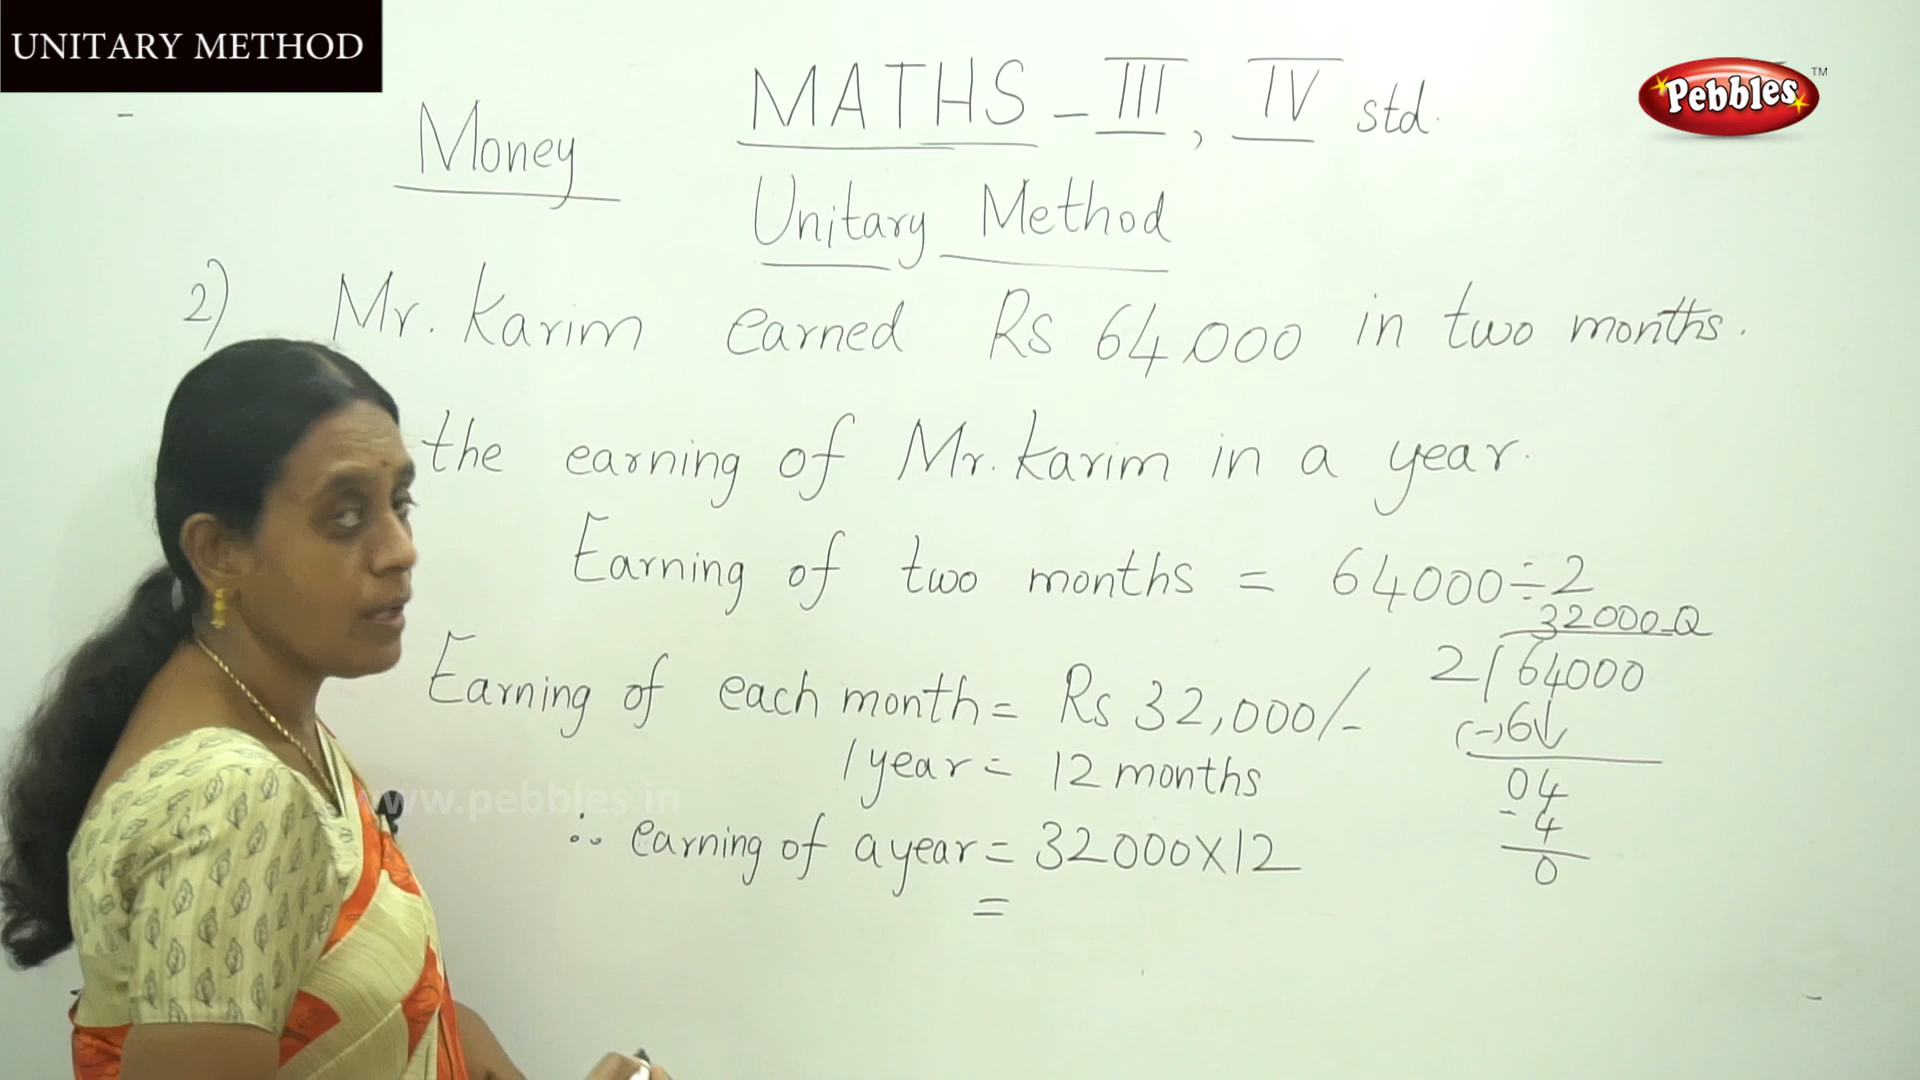 UNITARY METHOD
Pebbles TM
MATHS - III, IV std.
Money
Unitary Method
2) Mr. Karim earned Rs 64,000 in two months.
the earning of Mr. Karim in a year.
Earning of two months = 64000 ÷ 2
32000-Q
2 64000
(-)6↓
04
- 4
0
Earning of each month = Rs 32,000/-
1 year = 12 months
∴ earning of a year = 32000 X 12
=
www.pebbles.in